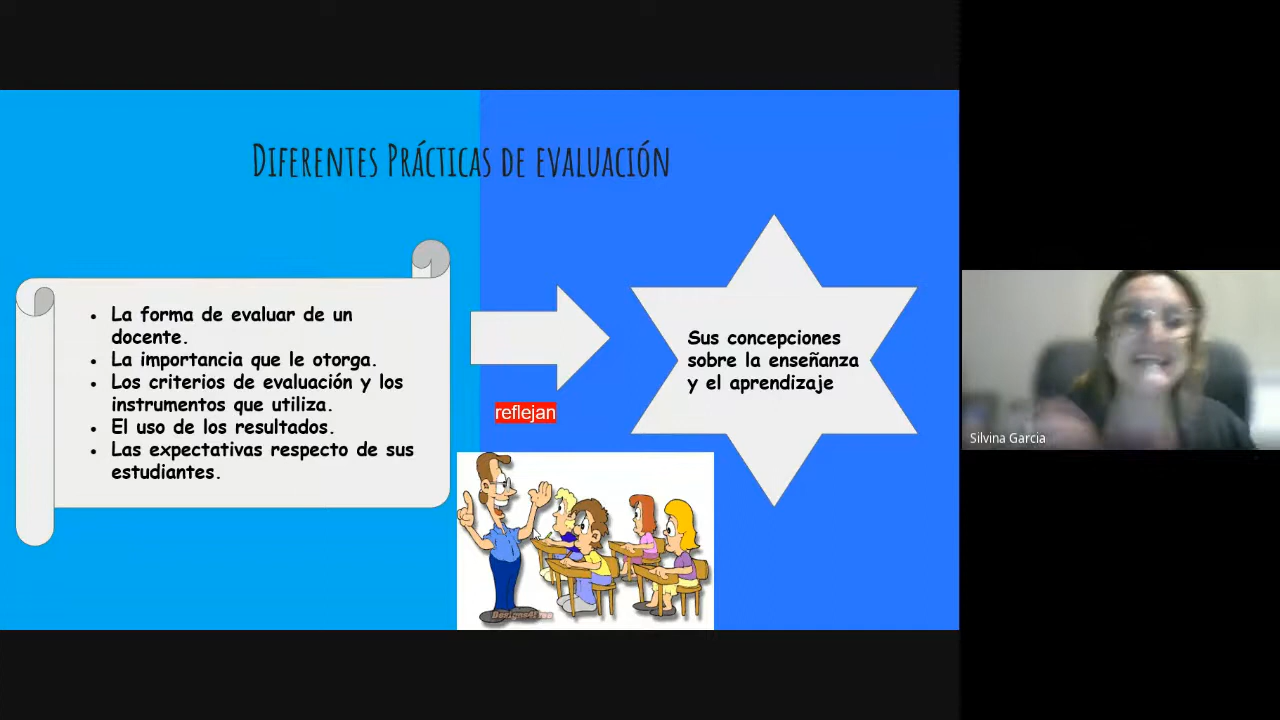 Diferentes Prácticas de evaluación
• La forma de evaluar de un
docente.
• La importancia que le otorga.
• Los criterios de evaluación y los
instrumentos que utiliza.
• El uso de los resultados.
• Las expectativas respecto de sus
estudiantes.
reflejan
Sus concepciones
sobre la enseñanza
y el aprendizaje
Silvina Garcia